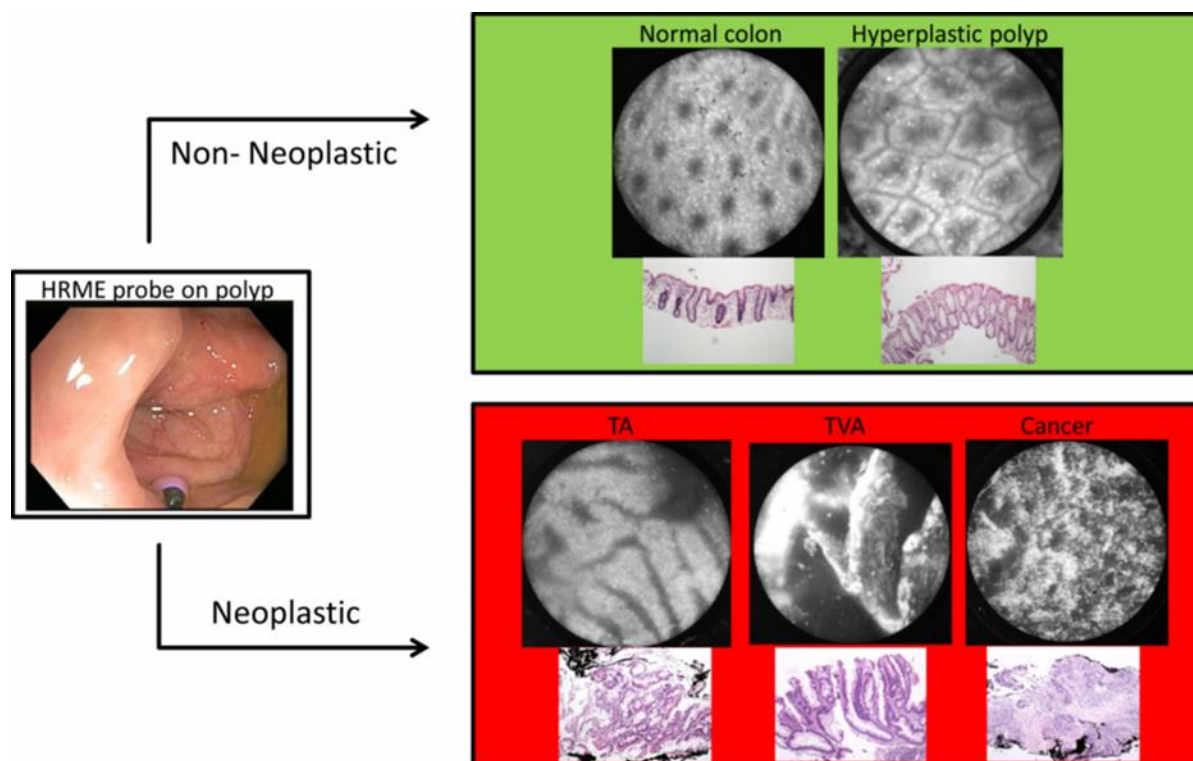 Normal colon
Hyperplastic polyp
Non- Neoplastic
HRME probe on polyp
TA
TVA
Cancer
Neoplastic